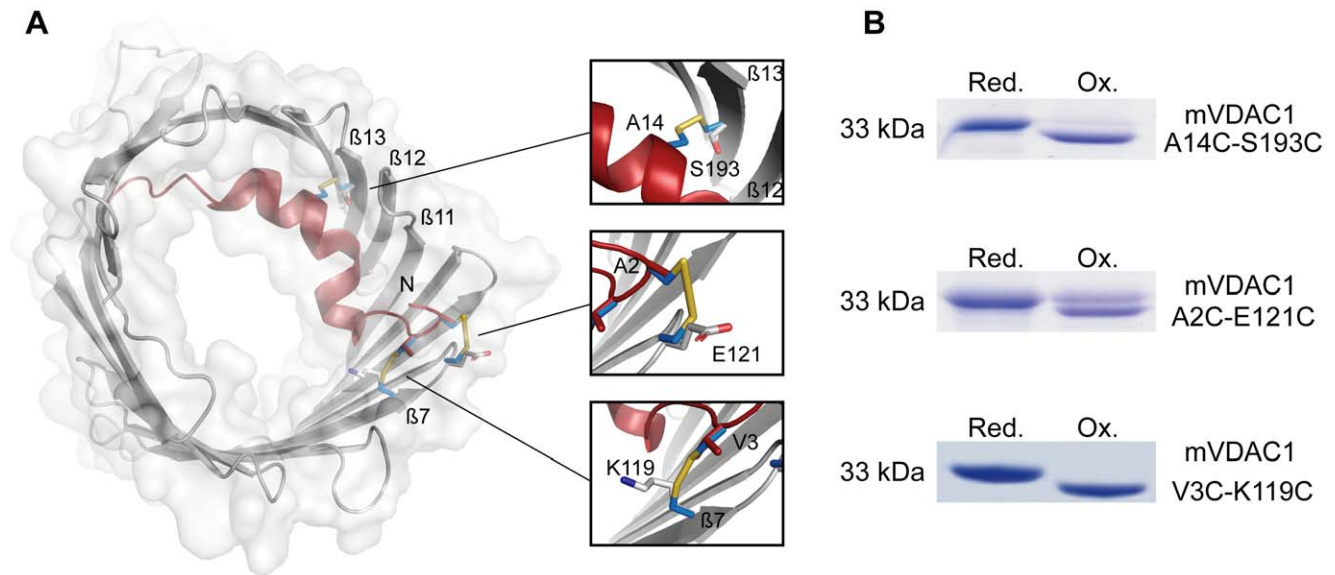 A
ß13
ß12
ß11
N
ß7
A14
S193
ß13
ß12
A2
E121
K119
V3
ß7
B
Red. Ox.
33 kDa
mVDAC1
A14C-S193C
Red. Ox.
33 kDa
mVDAC1
A2C-E121C
Red. Ox.
33 kDa
mVDAC1
V3C-K119C